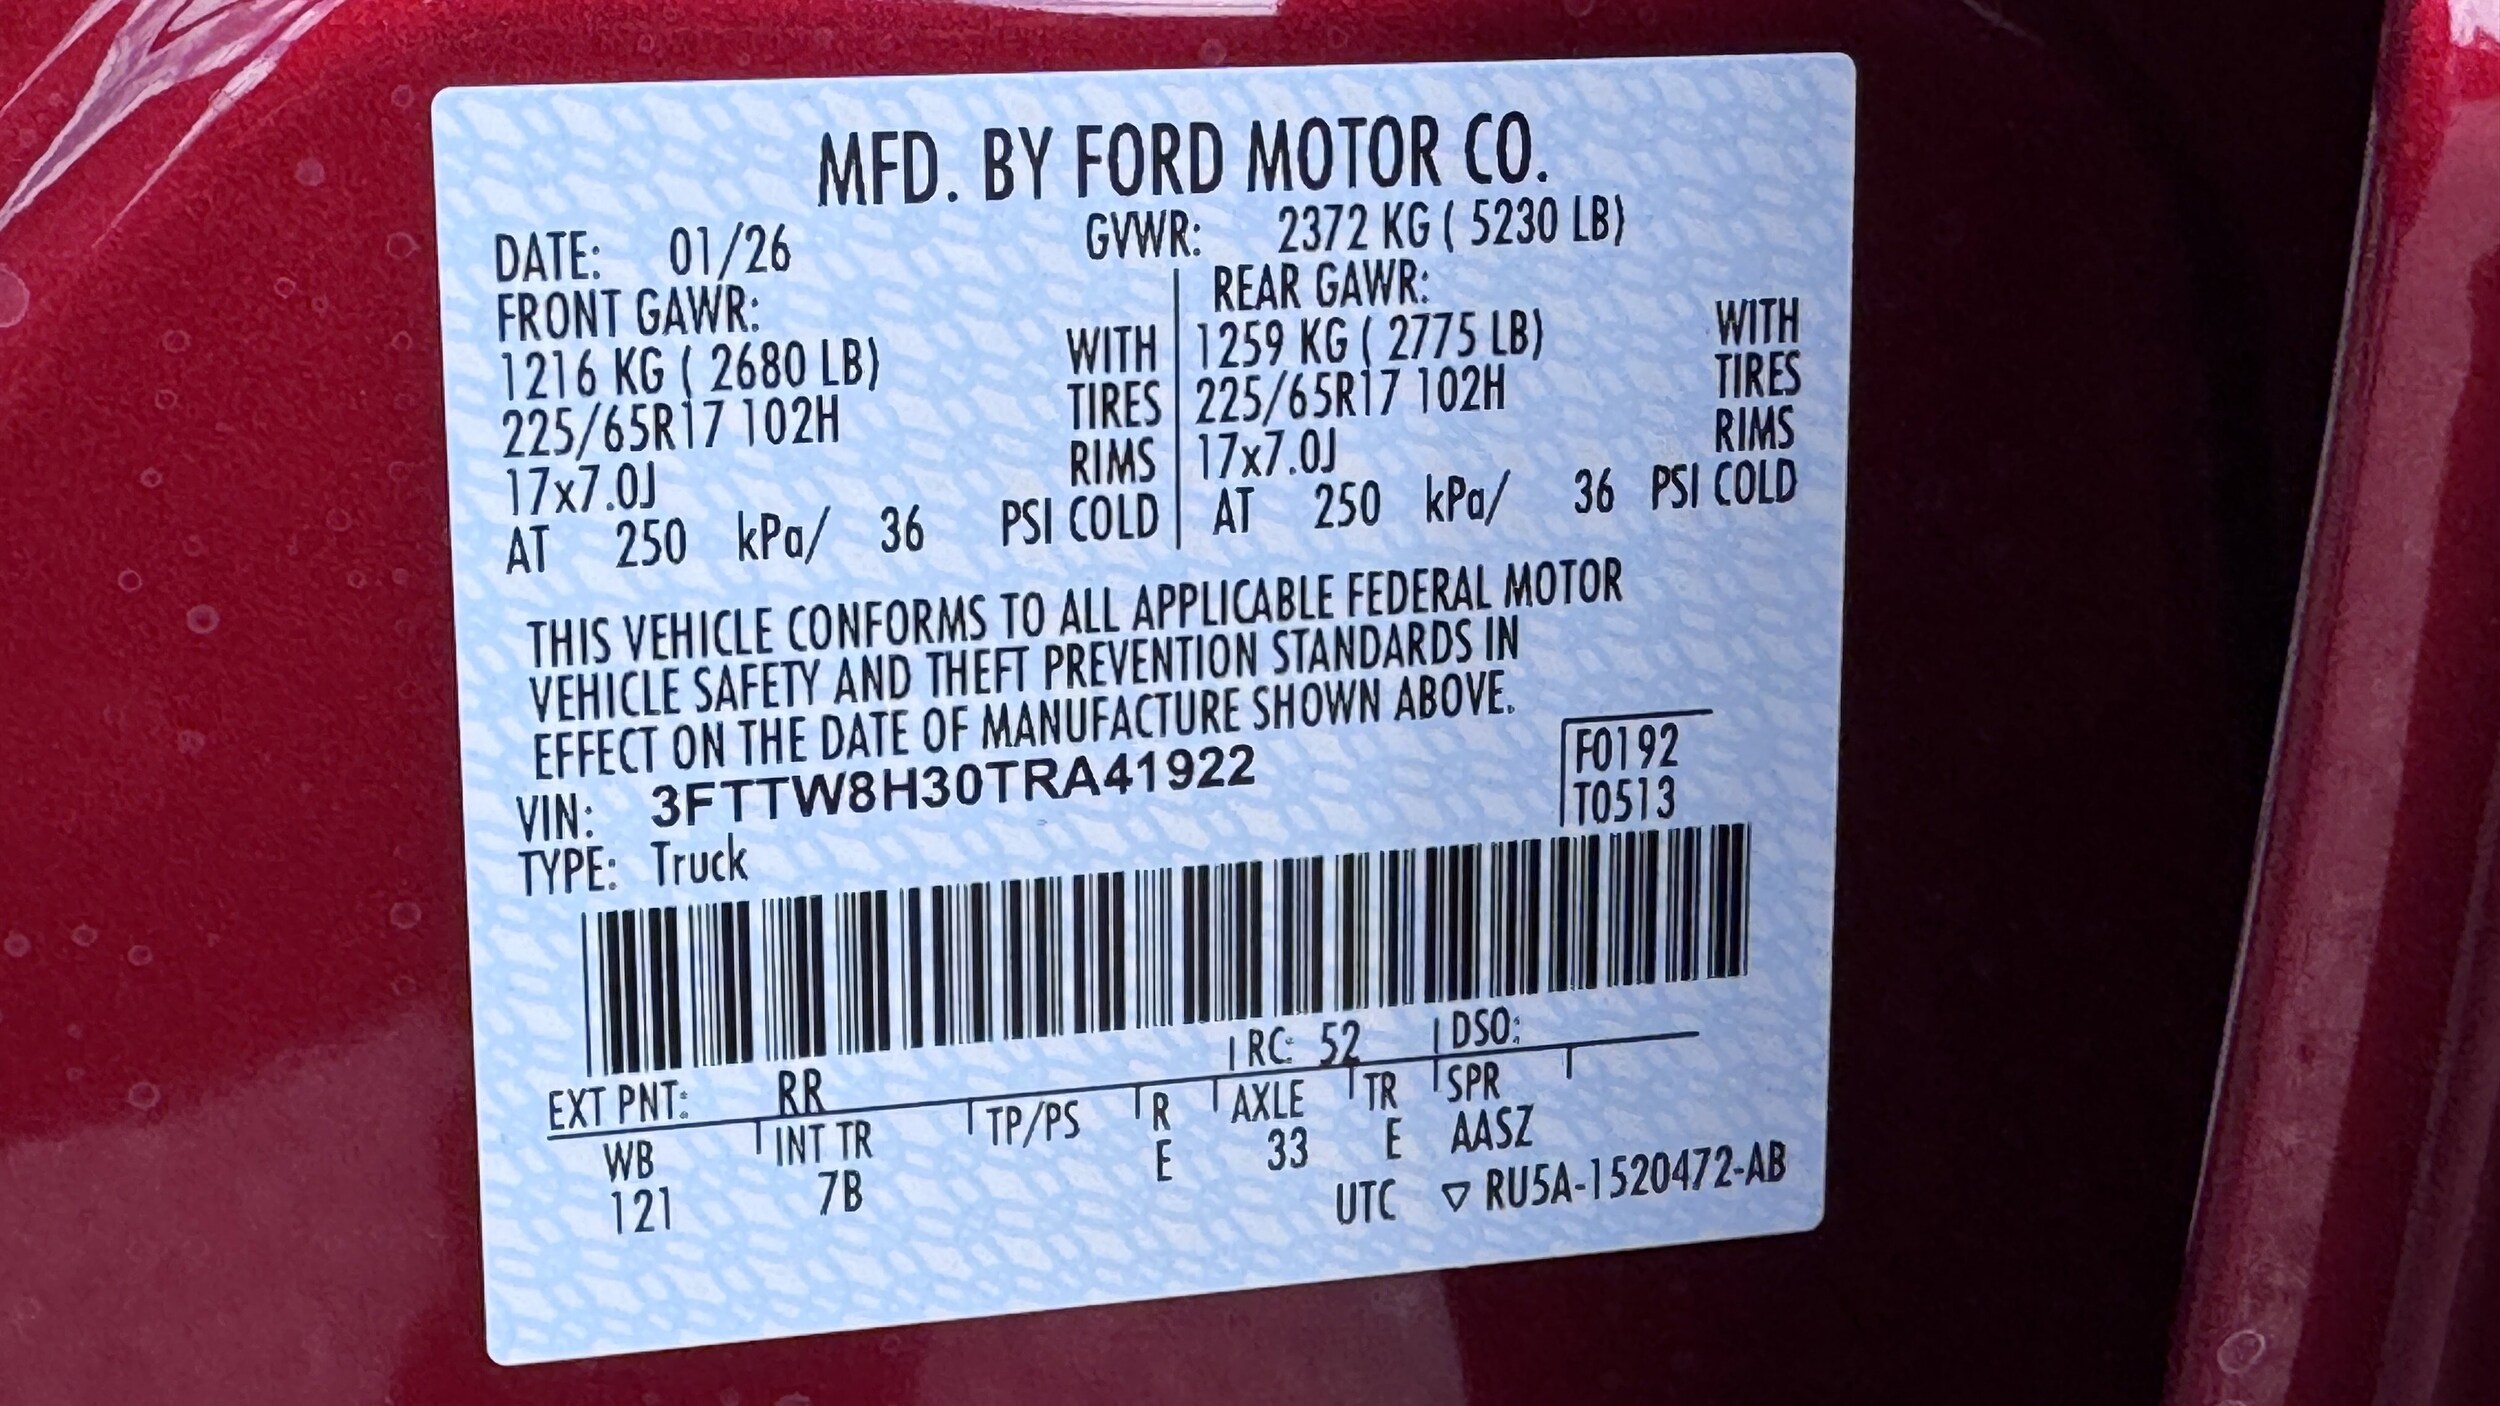 MFD. BY FORD MOTOR CO.
DATE: 01/26 GVWR: 2372 KG ( 5230 LB)
FRONT GAWR: REAR GAWR:
1216 KG ( 2680 LB) WITH 1259 KG ( 2775 LB) WITH
225/65R17 102H TIRES 225/65R17 102H TIRES
17x7.0J RIMS 17x7.0J RIMS
AT 250 kPa/ 36 PSI COLD AT 250 kPa/ 36 PSI COLD
THIS VEHICLE CONFORMS TO ALL APPLICABLE FEDERAL MOTOR
VEHICLE SAFETY AND THEFT PREVENTION STANDARDS IN
EFFECT ON THE DATE OF MANUFACTURE SHOWN ABOVE.
VIN: 3FTTW8H30TRA41922 F0192
TYPE: Truck T0513
EXT PNT: RR RC: 52 DSO:
WB INT TR TP/PS R AXLE TR SPR
121 7B E 33 E AASZ
UTC ▽ RU5A-1520472-AB